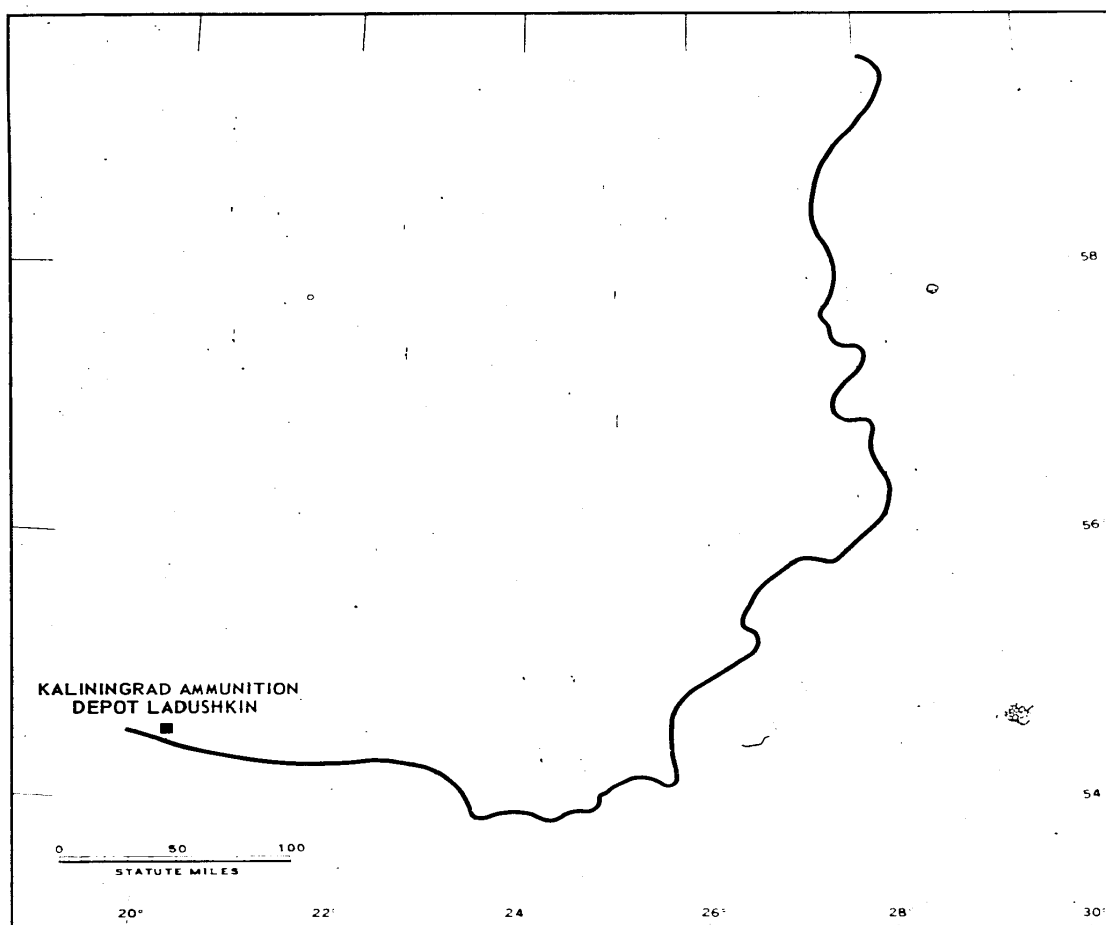 58
56
KALININGRAD AMMUNITION
DEPOT LADUSHKIN
54
0 50 100
STATUTE MILES
20° 22° 24 26° 28 30°